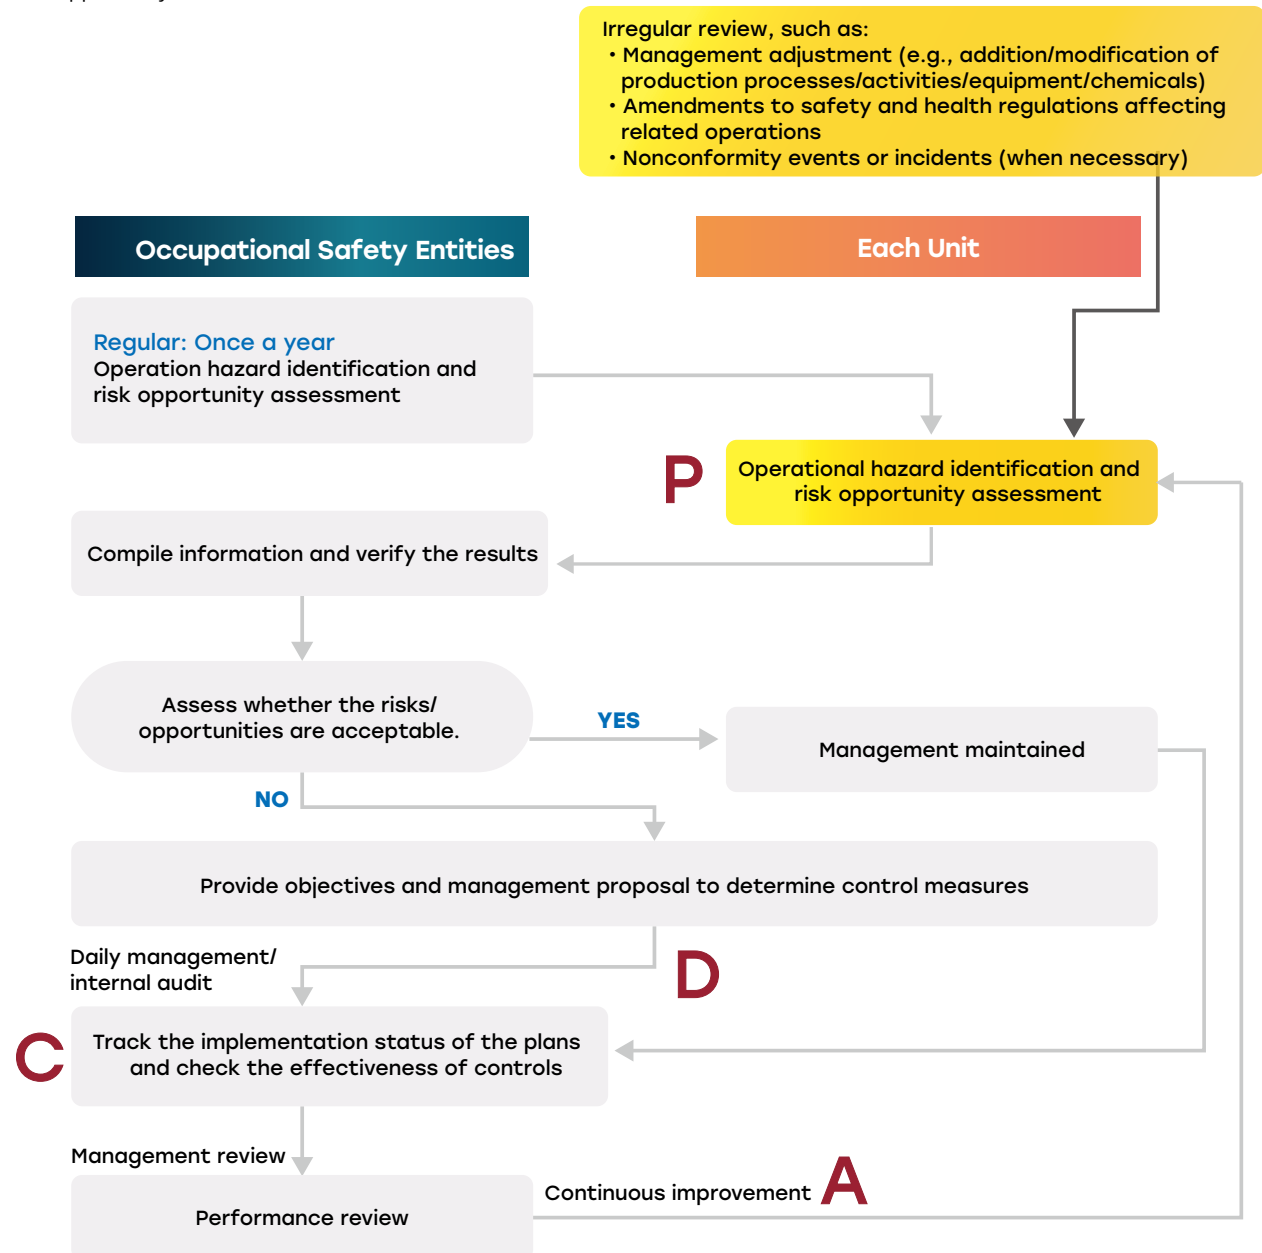 Irregular review, such as:
• Management adjustment (e.g., addition/modification of
production processes/activities/equipment/chemicals)
• Amendments to safety and health regulations affecting
related operations
• Nonconformity events or incidents (when necessary)
Occupational Safety Entities
Each Unit
Regular: Once a year
Operation hazard identification and
risk opportunity assessment
P
Operational hazard identification and
risk opportunity assessment
Compile information and verify the results
Assess whether the risks/
opportunities are acceptable.
YES
Management maintained
NO
Provide objectives and management proposal to determine control measures
Daily management/
internal audit
D
C
Track the implementation status of the plans
and check the effectiveness of controls
Management review
Continuous improvement
A
Performance review